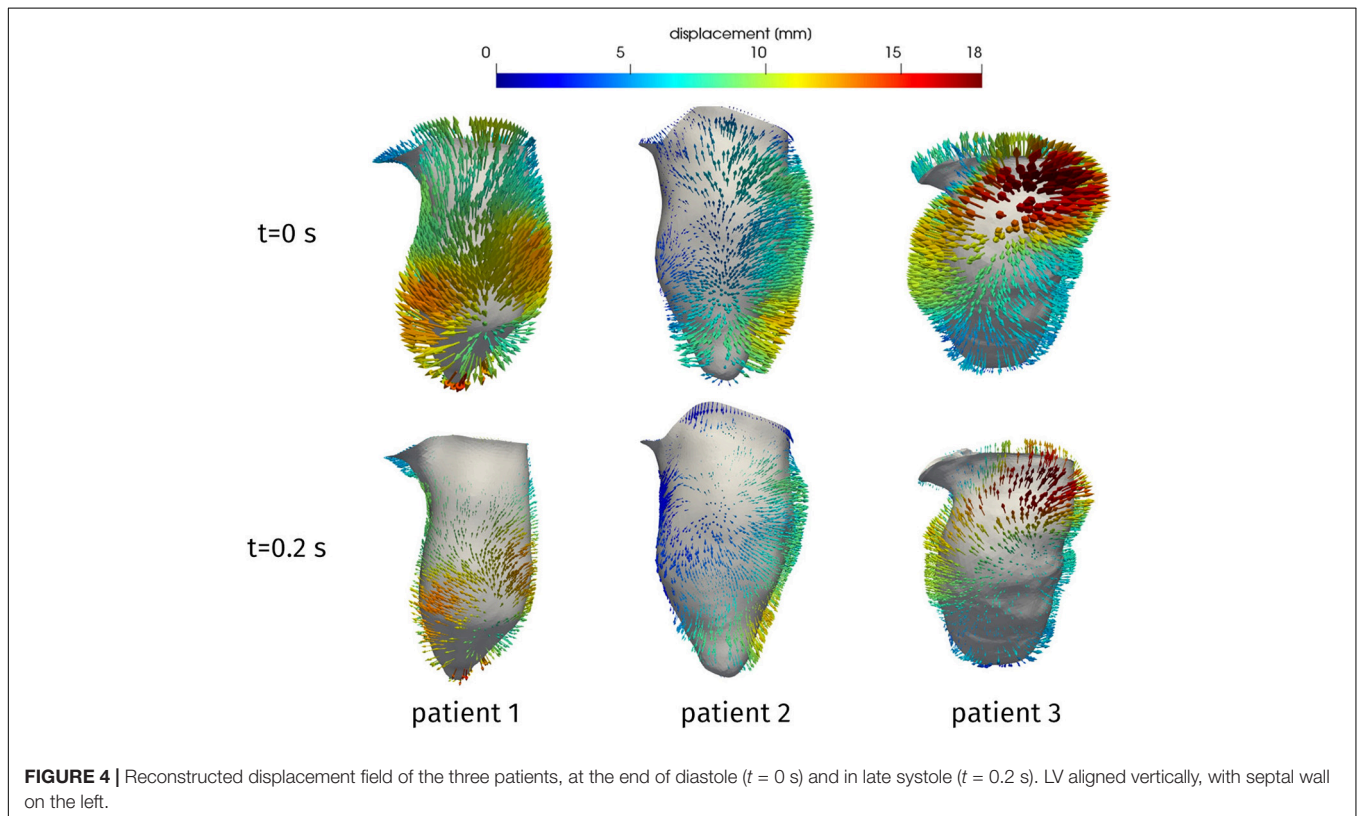 displacement (mm)
0 5 10 15 18
t=0 s
t=0.2 s
patient 1 patient 2 patient 3
FIGURE 4 | Reconstructed displacement field of the three patients, at the end of diastole (t = 0 s) and in late systole (t = 0.2 s). LV aligned vertically, with septal wall
on the left.